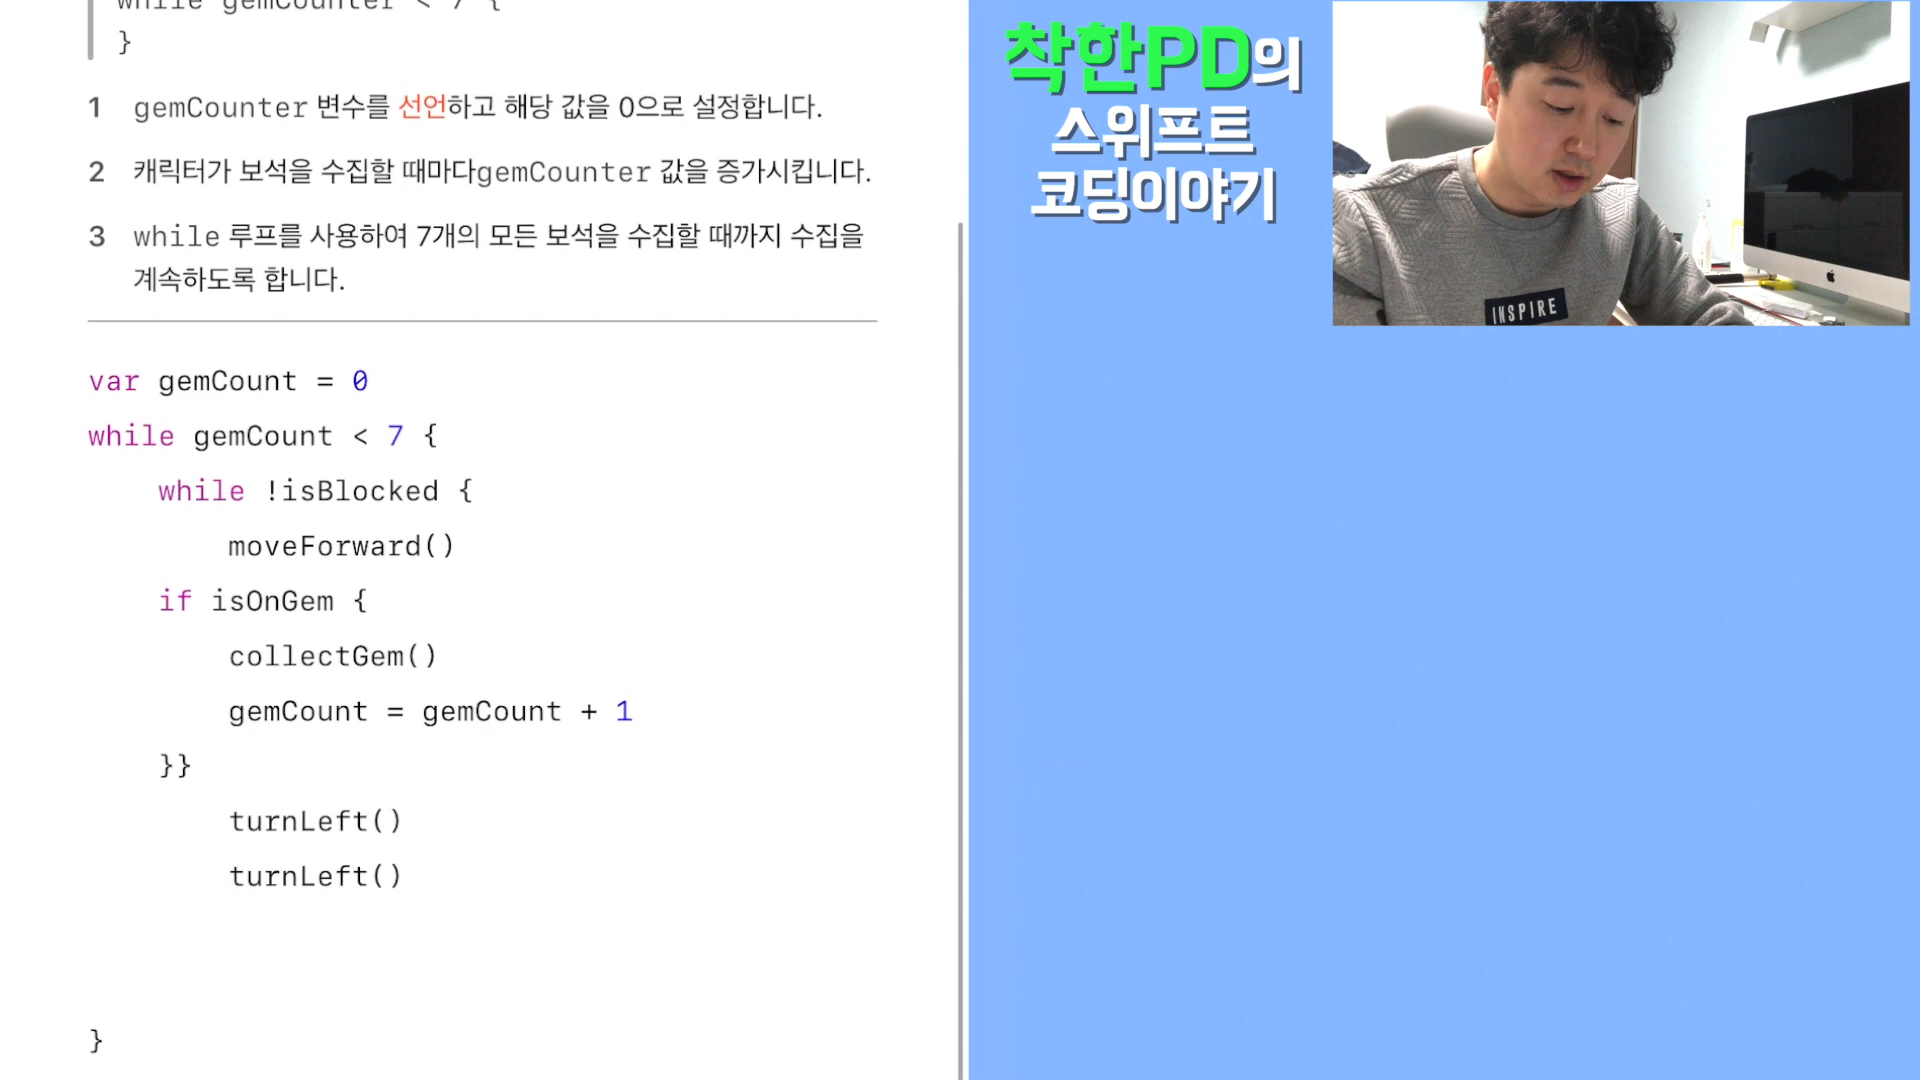 while gemCounter < 7 {
}
1 gemCounter 변수를 선언하고 해당 값을 0으로 설정합니다.
2 캐릭터가 보석을 수집할 때마다gemCounter 값을 증가시킵니다.
3 while 루프를 사용하여 7개의 모든 보석을 수집할 때까지 수집을
계속하도록 합니다.
var gemCount = 0
while gemCount < 7 {
while !isBlocked {
moveForward()
if isOnGem {
collectGem()
gemCount = gemCount + 1
}}
turnLeft()
turnLeft()
}
착한PD의
스위프트
코딩이야기
INSPIRE